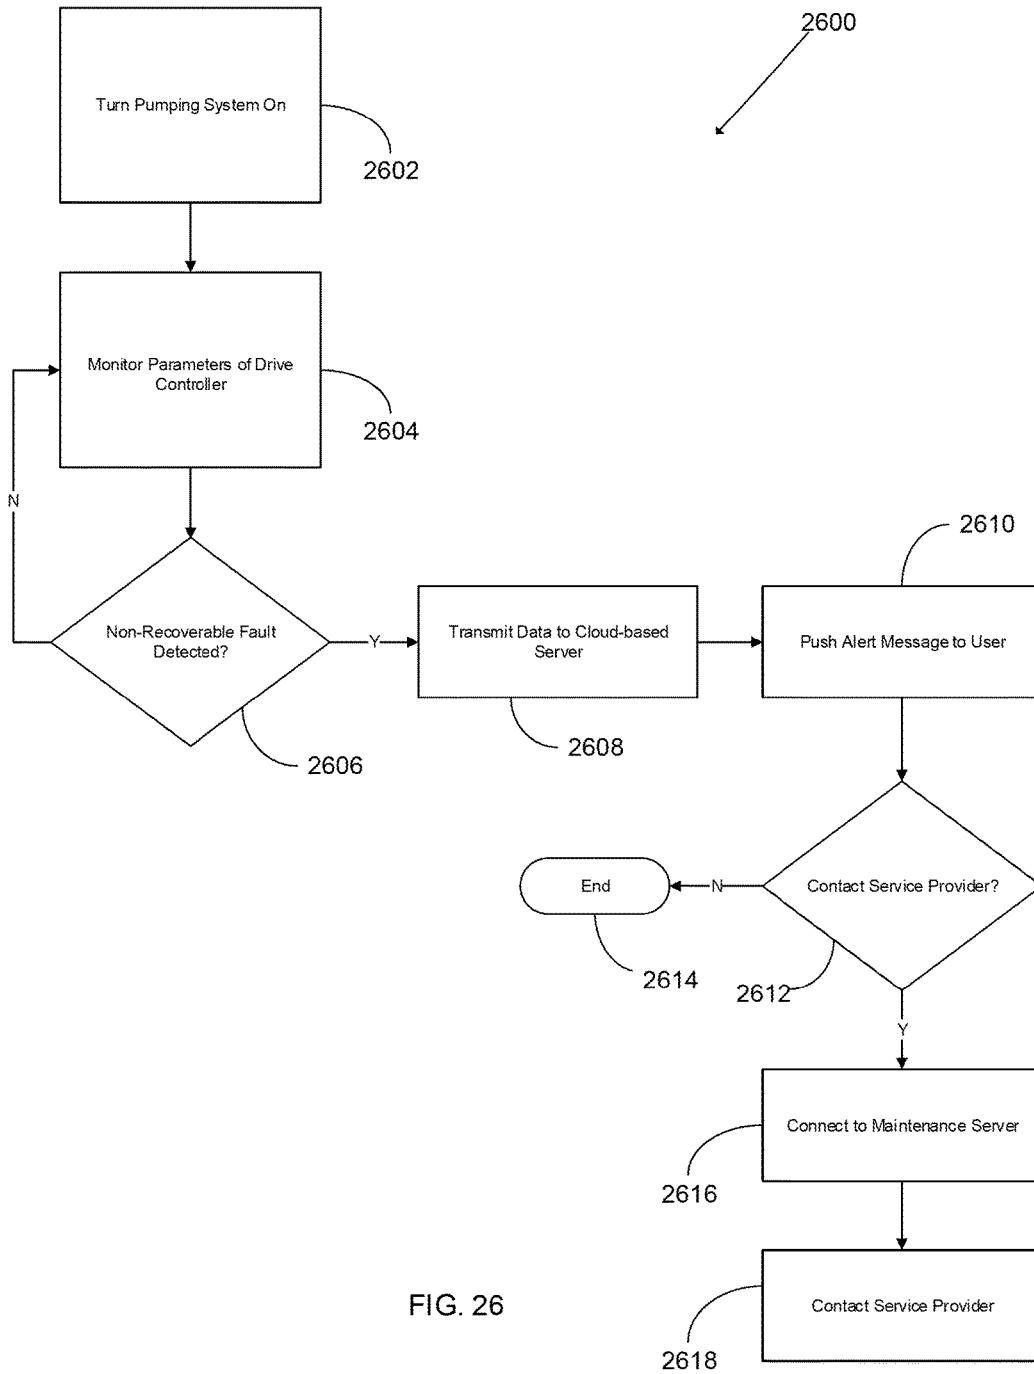 2600
Turn Pumping System On
2602
Monitor Parameters of Drive
Controller
2604
N
Non-Recoverable Fault
Detected?
2606
Y
Transmit Data to Cloud-based
Server
2608
2610
Push Alert Message to User
Contact Service Provider?
2612
N
End
2614
Y
Connect to Maintenance Server
2616
Contact Service Provider
2618
FIG. 26